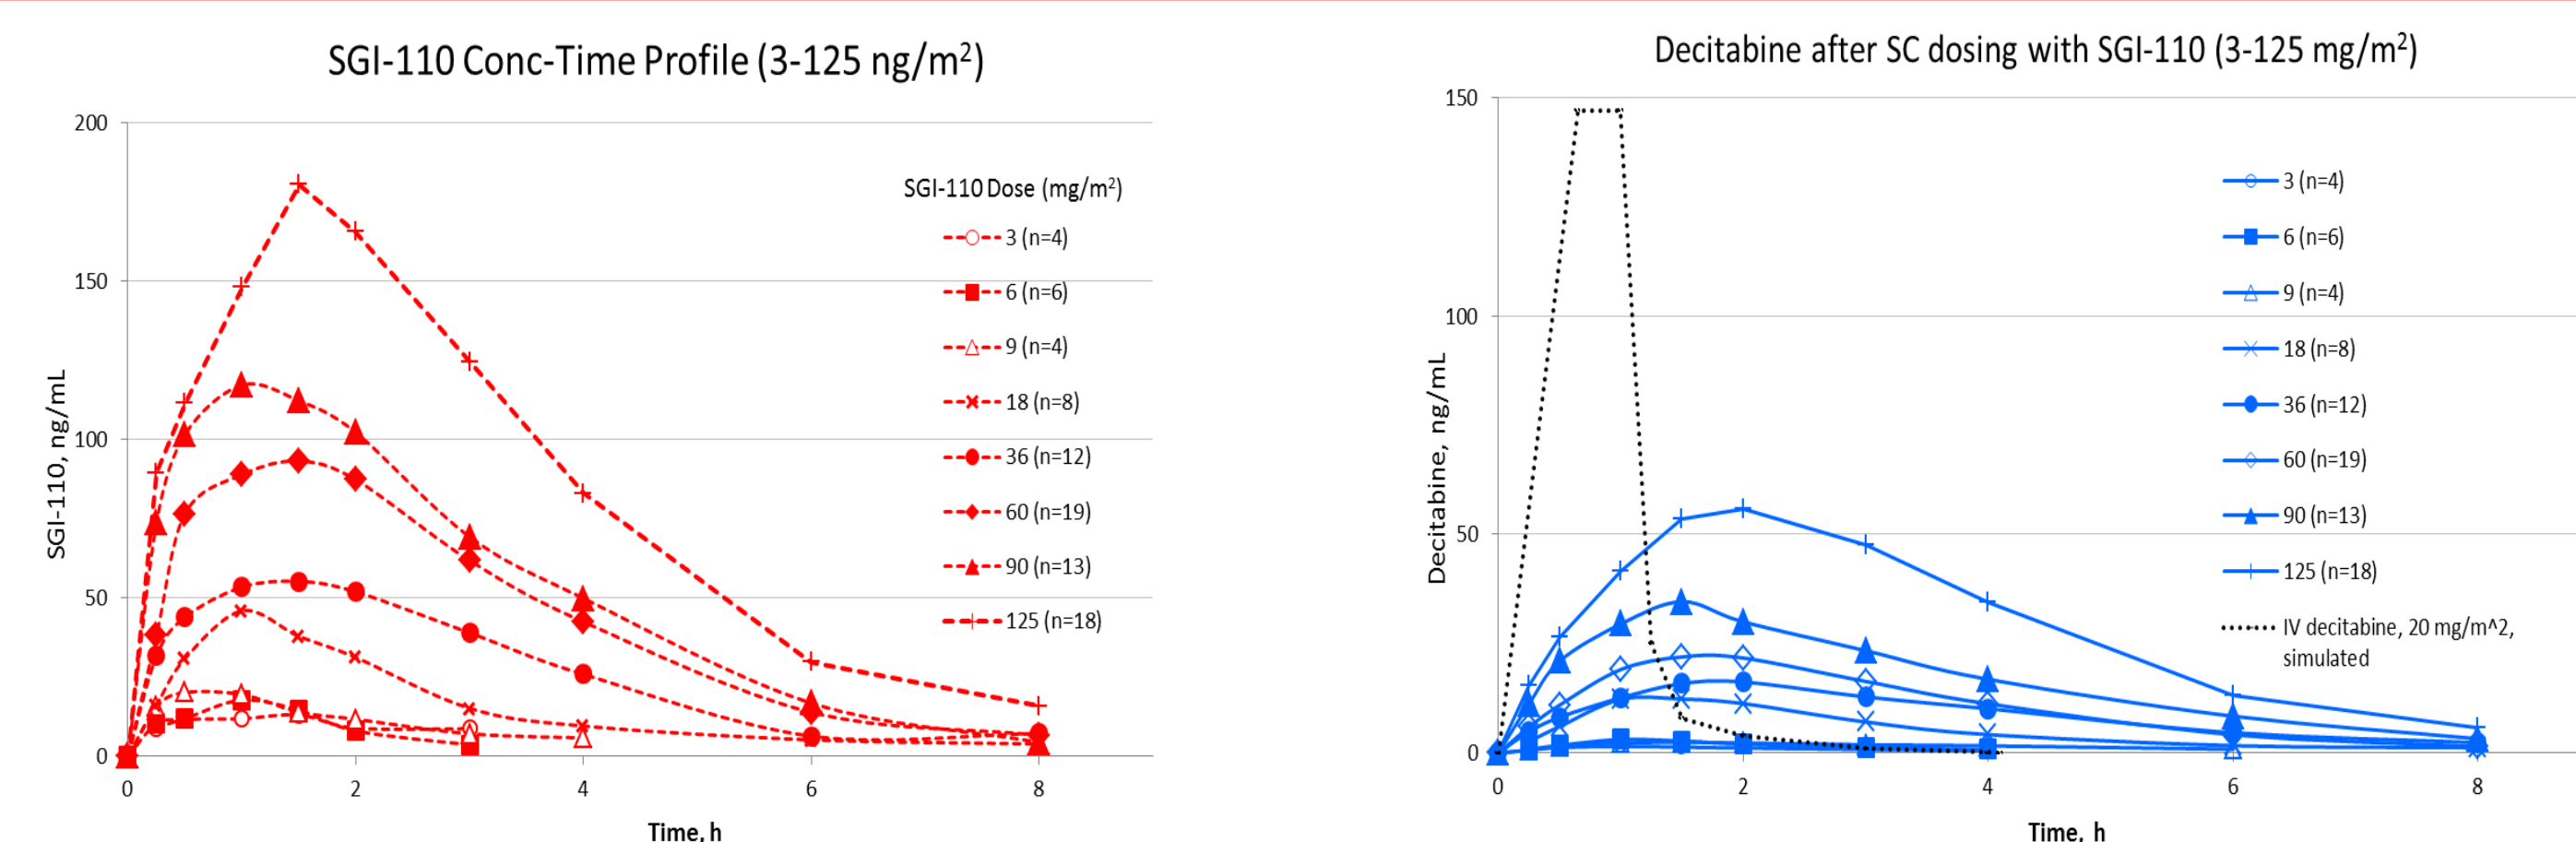 SGI-110 Conc-Time Profile (3-125 ng/m²)
200
150
100
50
0
0 2 4 6 8
SGI-110, ng/mL
Time, h
SGI-110 Dose (mg/m²)
3 (n=4)
6 (n=6)
9 (n=4)
18 (n=8)
36 (n=12)
60 (n=19)
90 (n=13)
125 (n=18)
Decitabine after SC dosing with SGI-110 (3-125 mg/m²)
150
100
50
0
0 2 4 6 8
Decitabine, ng/mL
Time, h
3 (n=4)
6 (n=6)
9 (n=4)
18 (n=8)
36 (n=12)
60 (n=19)
90 (n=13)
125 (n=18)
IV decitabine, 20 mg/m^2,
simulated